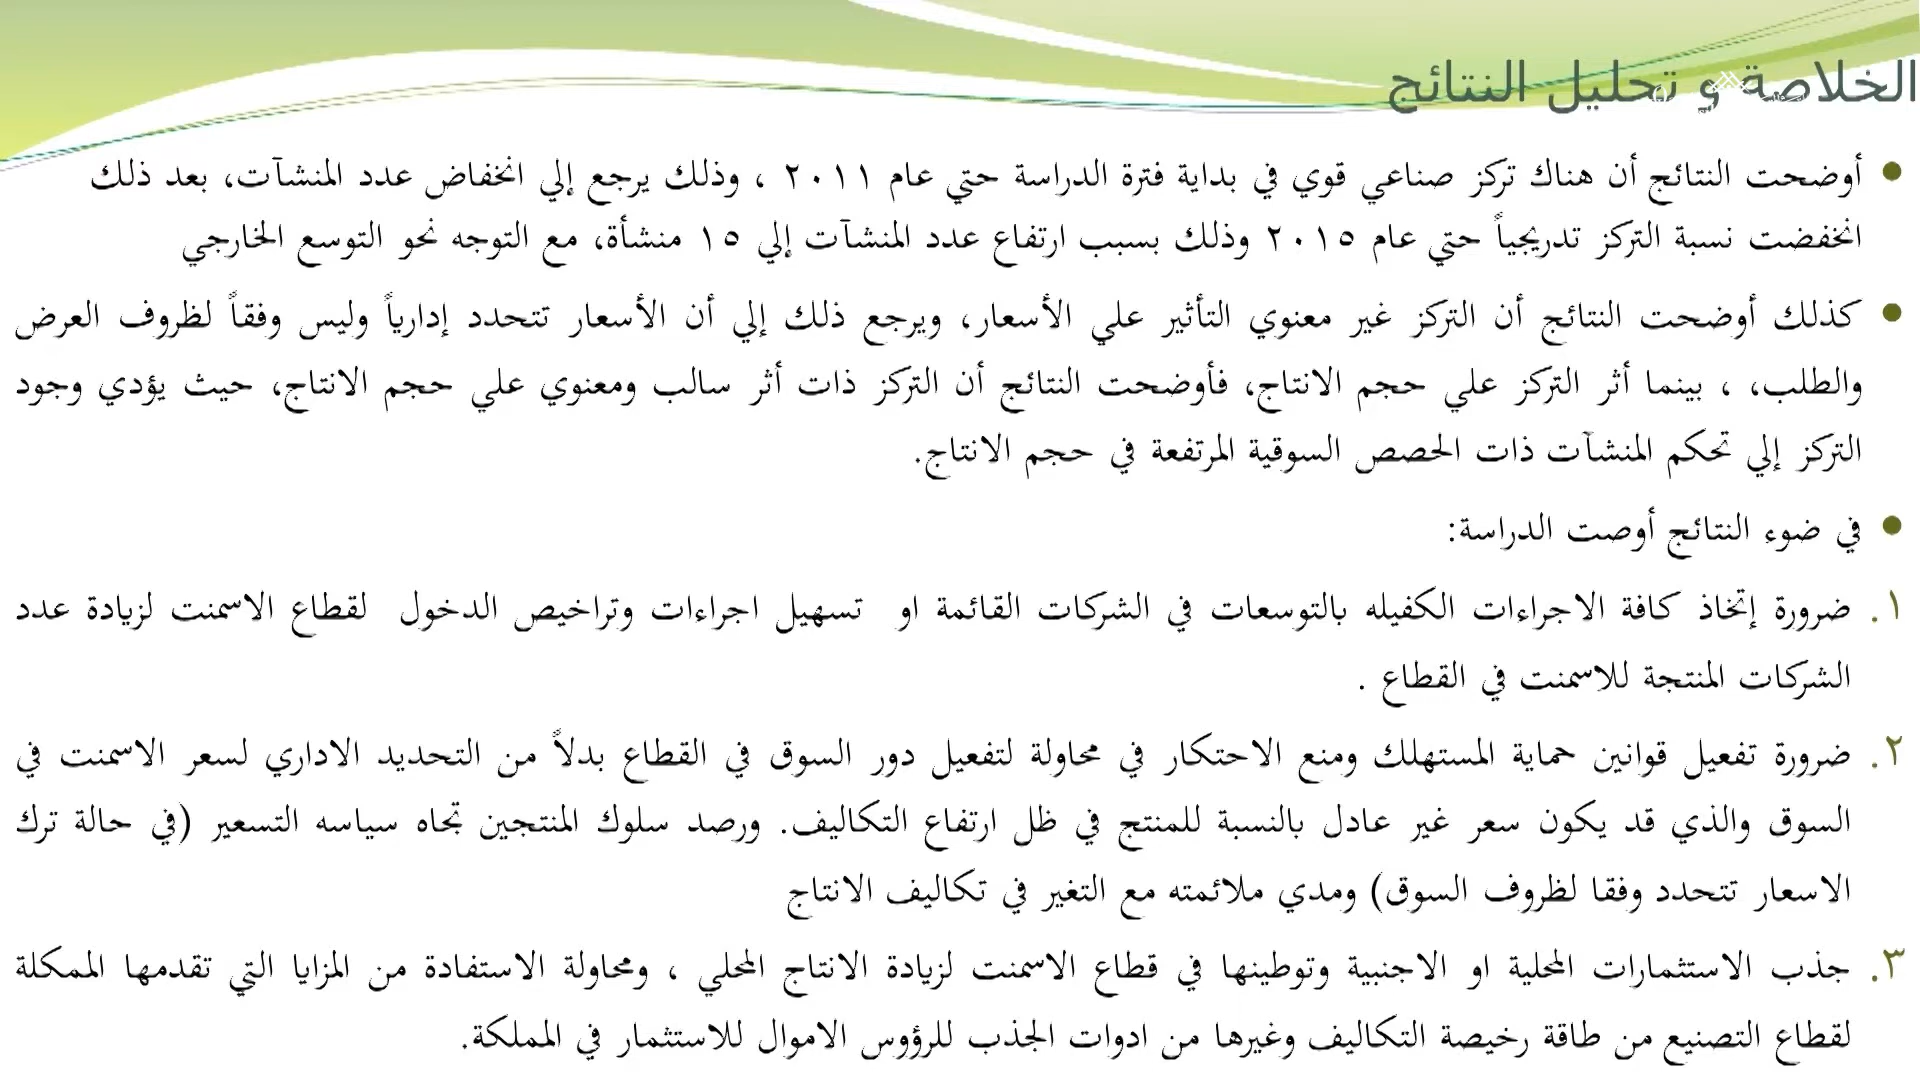 الخلاصة و تحليل النتائج
• أوضحت النتائج أن هناك تركز صناعي قوي في بداية فترة الدراسة حتي عام ٢٠١١ ، وذلك يرجع إلي انخفاض عدد المنشآت، بعد ذلك
انخفضت نسبة التركز تدريجياً حتي عام ٢٠١٥ وذلك بسبب ارتفاع عدد المنشآت إلي ١٥ منشأة، مع التوجه نحو التوسع الخارجي
• كذلك أوضحت النتائج أن التركز غير معنوي التأثير علي الأسعار، ويرجع ذلك إلي أن الأسعار تتحدد إدارياً وليس وفقاً لظروف العرض
والطلب، ، بينما أثر التركز علي حجم الانتاج، فأوضحت النتائج أن التركز ذات أثر سالب ومعنوي علي حجم الانتاج، حيث يؤدي وجود
التركز إلي تحكم المنشآت ذات الحصص السوقية المرتفعة في حجم الانتاج.
• في ضوء النتائج أوصت الدراسة:
١. ضرورة إتخاذ كافة الاجراءات الكفيله بالتوسعات في الشركات القائمة او تسهيل اجراءات وتراخيص الدخول لقطاع الاسمنت لزيادة عدد
الشركات المنتجة للاسمنت في القطاع .
٢. ضرورة تفعيل قوانين حماية المستهلك ومنع الاحتكار في محاولة لتفعيل دور السوق في القطاع بدلاً من التحديد الاداري لسعر الاسمنت في
السوق والذي قد يكون سعر غير عادل بالنسبة للمنتج في ظل ارتفاع التكاليف. ورصد سلوك المنتجين تجاه سياسه التسعير (في حالة ترك
الاسعار تتحدد وفقا لظروف السوق) ومدي ملائمته مع التغير في تكاليف الانتاج
٣. جذب الاستثمارات المحلية او الاجنبية وتوطينها في قطاع الاسمنت لزيادة الانتاج المحلي ، ومحاولة الاستفادة من المزايا التي تقدمها الممكلة
لقطاع التصنيع من طاقة رخيصة التكاليف وغيرها من ادوات الجذب للرؤوس الاموال للاستثمار في المملكة.